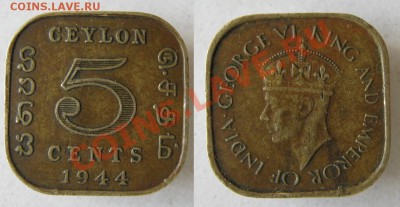 COINS.LAVE.RU
CEYLON
5
CENTS
1944
GEORGE VI KING AND EMPEROR OF INDIA
COINS.LAVE.RU